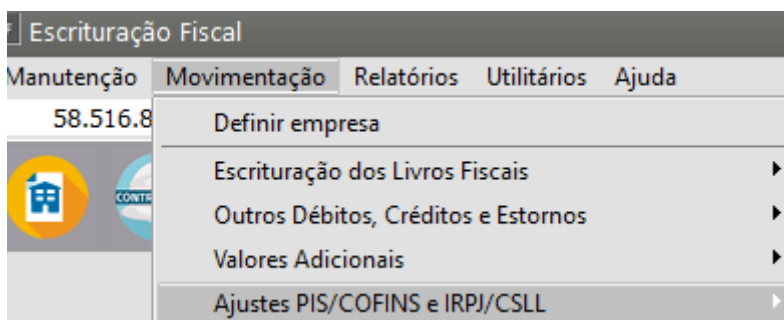 Escrituração Fiscal
Manutenção Movimentação Relatórios Utilitários Ajuda
58.516.8
Definir empresa
Escrituração dos Livros Fiscais
Outros Débitos, Créditos e Estornos
Valores Adicionais
Ajustes PIS/COFINS e IRPJ/CSLL